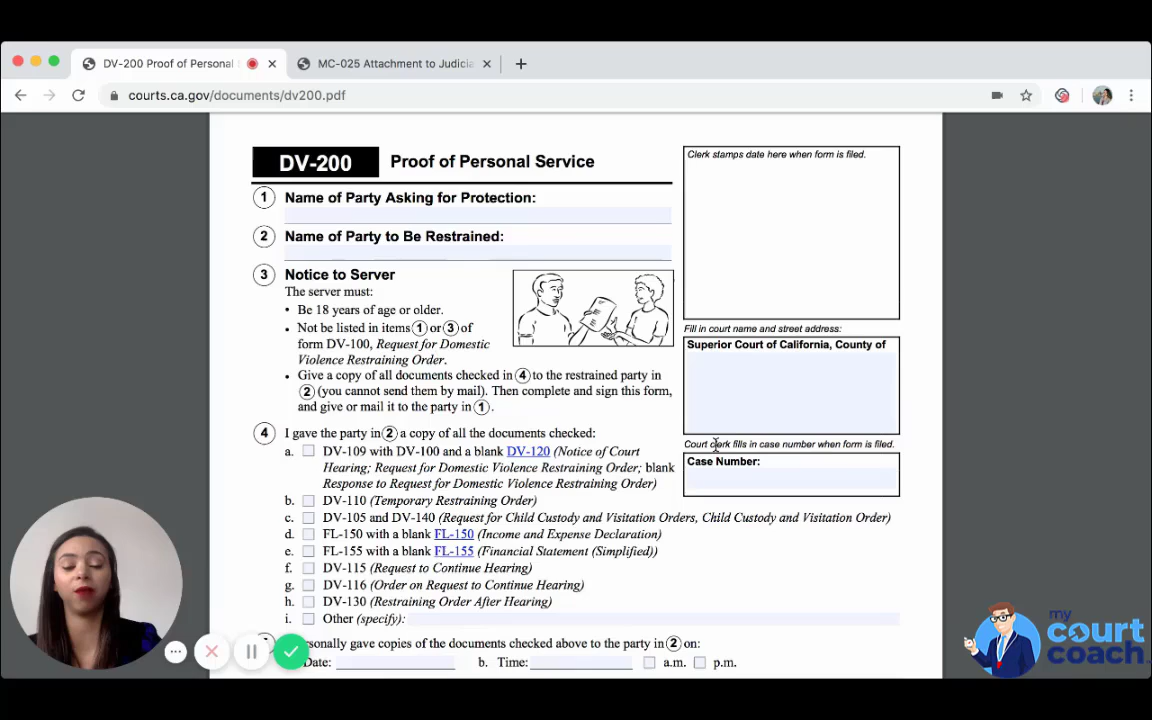 DV-200 Proof of Personal
MC-025 Attachment to Judicia
courts.ca.gov/documents/dv200.pdf
DV-200
Proof of Personal Service
Clerk stamps date here when form is filed.
1 Name of Party Asking for Protection:
2 Name of Party to Be Restrained:
3 Notice to Server
The server must:
• Be 18 years of age or older.
• Not be listed in items 1 or 3 of
form DV-100, Request for Domestic
Violence Restraining Order.
• Give a copy of all documents checked in 4 to the restrained party in
2 (you cannot send them by mail). Then complete and sign this form,
and give or mail it to the party in 1.
Fill in court name and street address:
Superior Court of California, County of
Court clerk fills in case number when form is filed.
Case Number:
4 I gave the party in 2 a copy of all the documents checked:
a. DV-109 with DV-100 and a blank DV-120 (Notice of Court
Hearing; Request for Domestic Violence Restraining Order; blank
Response to Request for Domestic Violence Restraining Order)
b. DV-110 (Temporary Restraining Order)
c. DV-105 and DV-140 (Request for Child Custody and Visitation Orders, Child Custody and Visitation Order)
d. FL-150 with a blank FL-150 (Income and Expense Declaration)
e. FL-155 with a blank FL-155 (Financial Statement (Simplified))
f. DV-115 (Request to Continue Hearing)
g. DV-116 (Order on Request to Continue Hearing)
h. DV-130 (Restraining Order After Hearing)
i. Other (specify):
rsonally gave copies of the documents checked above to the party in 2 on:
Date: b. Time: a.m. p.m.
my
court
coach